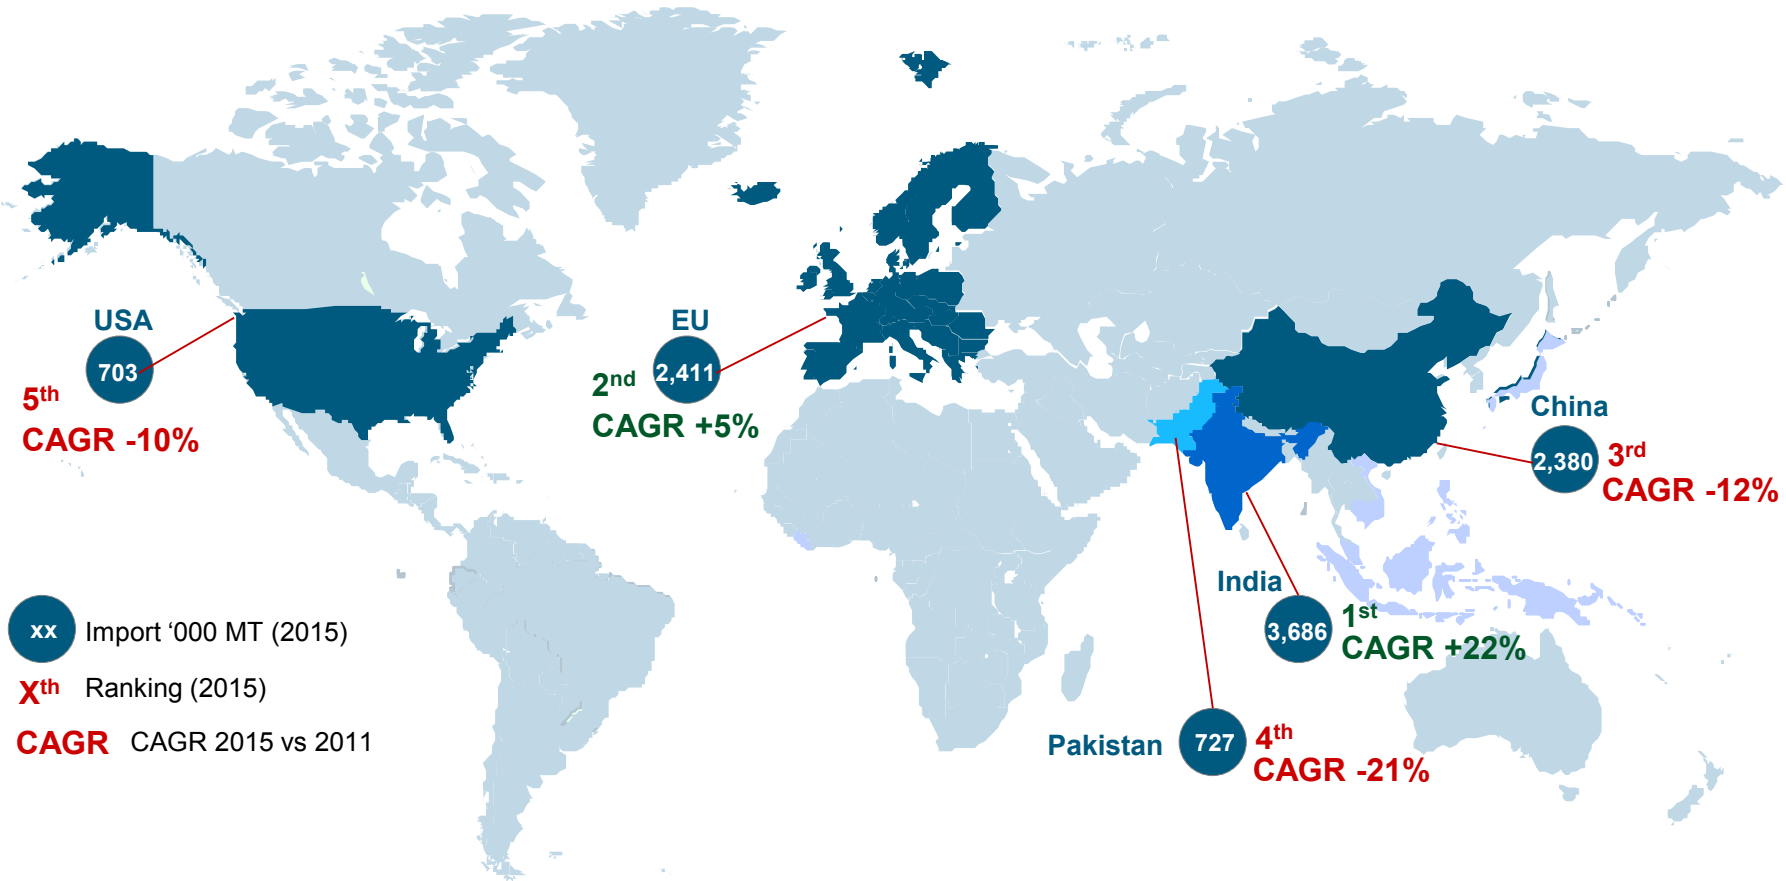 USA
703
5th
CAGR -10%
EU
2,411
2nd
CAGR +5%
China
2,380
3rd
CAGR -12%
India
3,686
1st
CAGR +22%
Pakistan
727
4th
CAGR -21%
xx Import ‘000 MT (2015)
Xth Ranking (2015)
CAGR CAGR 2015 vs 2011